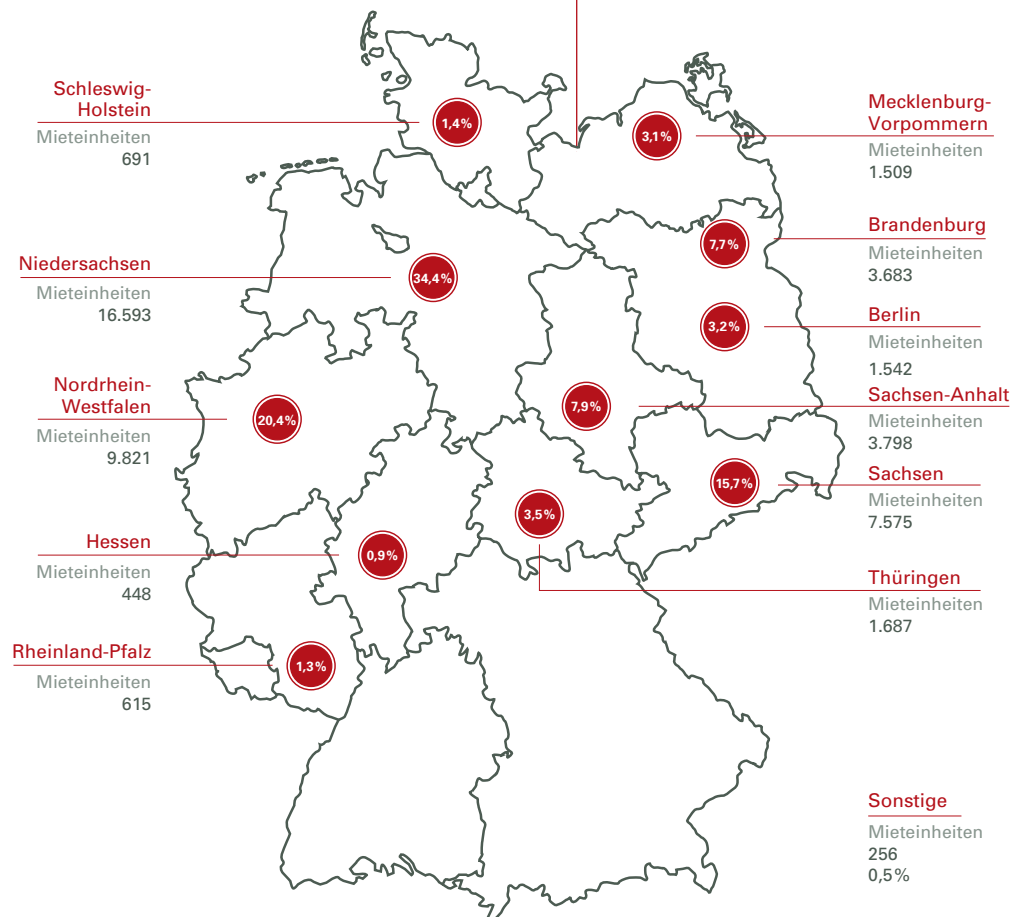 Schleswig-
Holstein
Mieteinheiten
691
1,4%
Niedersachsen
Mieteinheiten
16.593
34,4%
Nordrhein-
Westfalen
Mieteinheiten
9.821
20,4%
Hessen
Mieteinheiten
448
0,9%
Rheinland-Pfalz
Mieteinheiten
615
1,3%
Mecklenburg-
Vorpommern
Mieteinheiten
1.509
3,1%
Brandenburg
Mieteinheiten
3.683
7,7%
Berlin
Mieteinheiten
1.542
3,2%
Sachsen-Anhalt
Mieteinheiten
3.798
7,9%
Sachsen
Mieteinheiten
7.575
15,7%
Thüringen
Mieteinheiten
1.687
3,5%
Sonstige
Mieteinheiten
256
0,5%